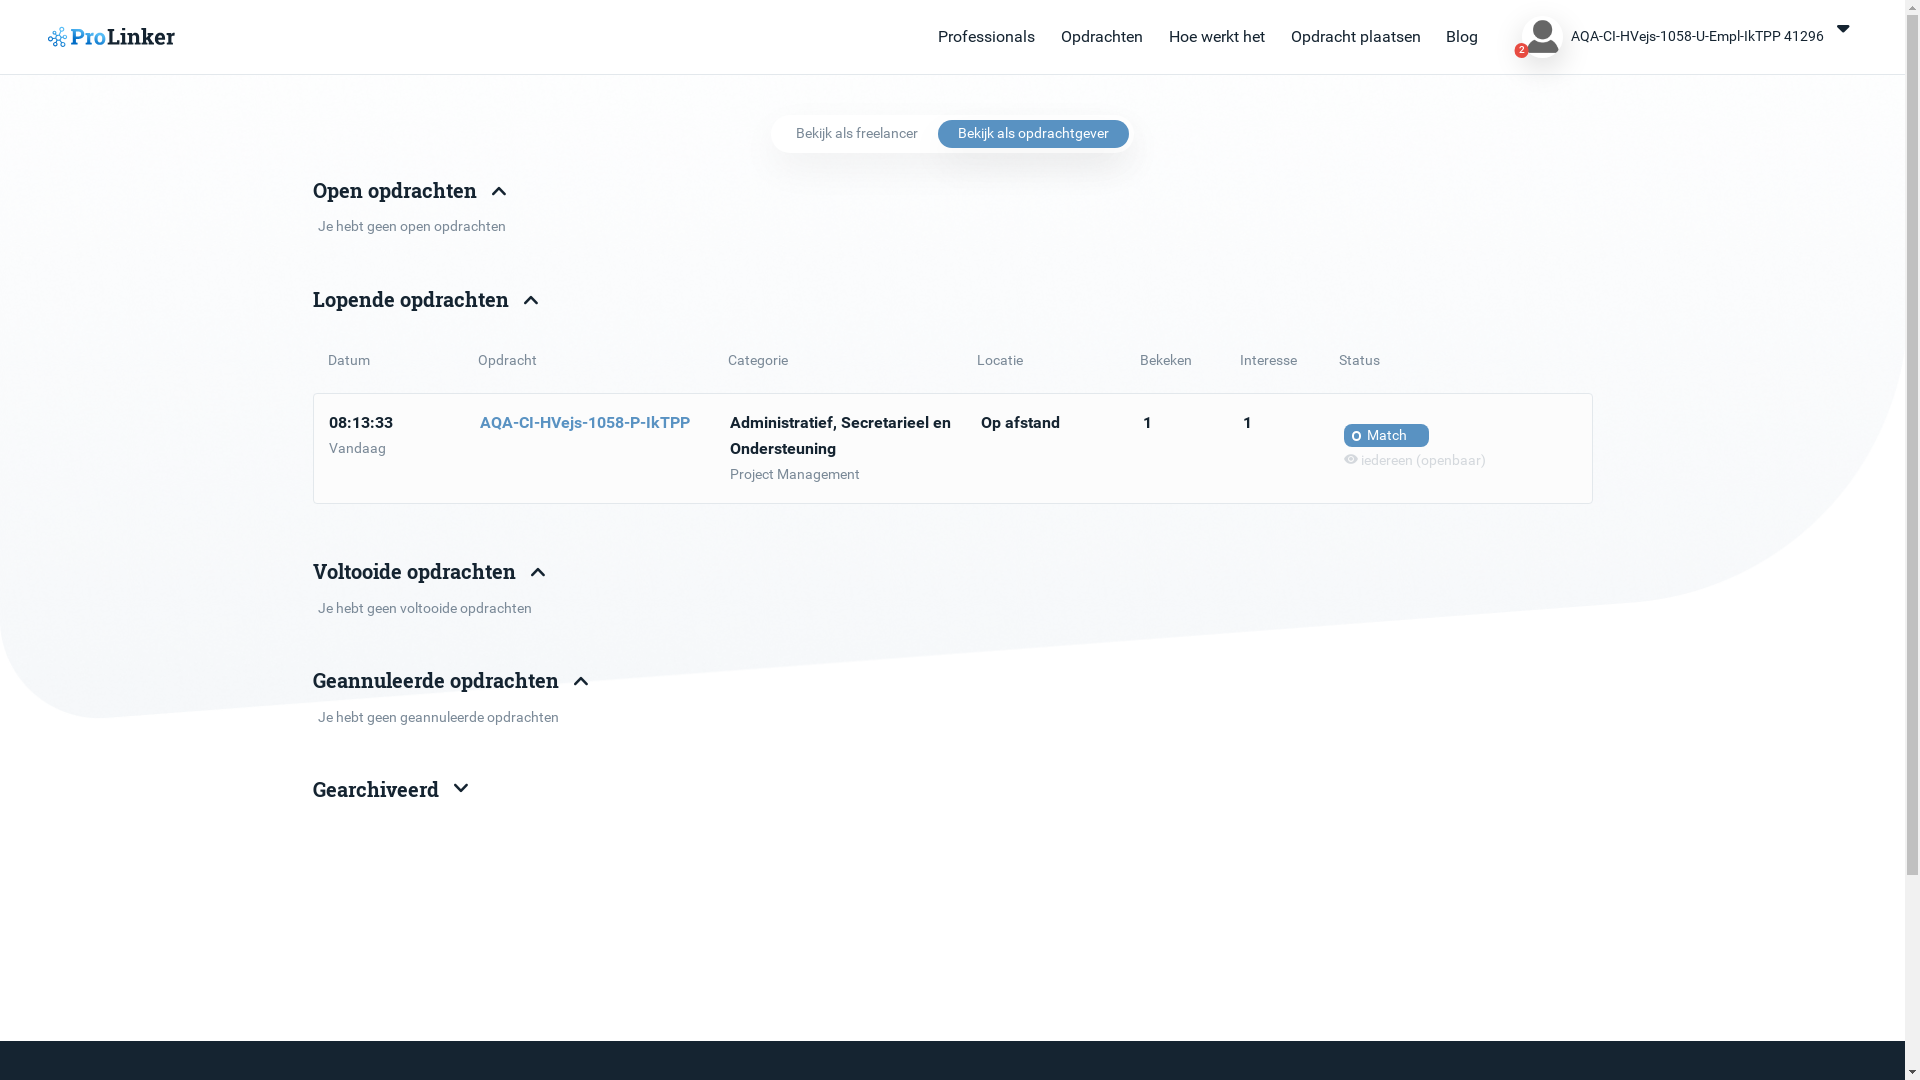 ProLinker
Professionals Opdrachten Hoe werkt het Opdracht plaatsen Blog 2 AQA-CI-HVejs-1058-U-Empl-IkTPP 41296
Bekijk als freelancer Bekijk als opdrachtgever
Open opdrachten
Je hebt geen open opdrachten
Lopende opdrachten
Datum Opdracht Categorie Locatie Bekeken Interesse Status
08:13:33 AQA-CI-HVejs-1058-P-IkTPP Administratief, Secretarieel en Op afstand 1 1 Match
Vandaag Ondersteuning iedereen (openbaar)
Project Management
Voltooide opdrachten
Je hebt geen voltooide opdrachten
Geannuleerde opdrachten
Je hebt geen geannuleerde opdrachten
Gearchiveerd